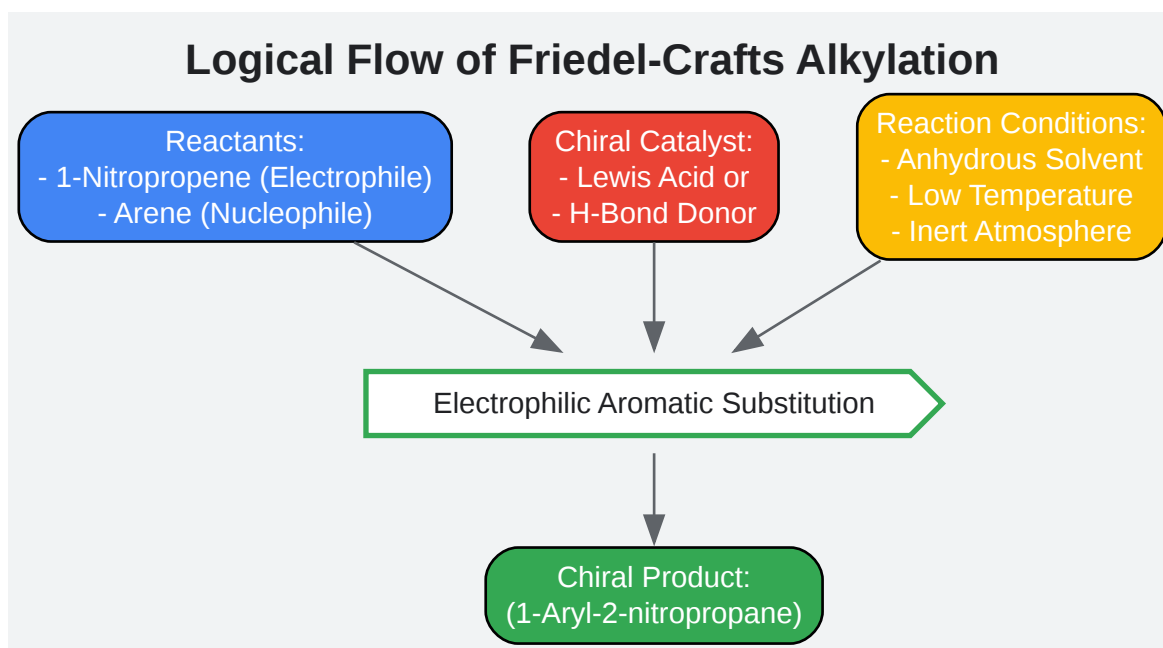 Logical Flow of Friedel-Crafts Alkylation
Reactants:
- 1-Nitropropene (Electrophile)
- Arene (Nucleophile)
Chiral Catalyst:
- Lewis Acid or
- H-Bond Donor
Reaction Conditions:
- Anhydrous Solvent
- Low Temperature
- Inert Atmosphere
Electrophilic Aromatic Substitution
Chiral Product:
(1-Aryl-2-nitropropane)